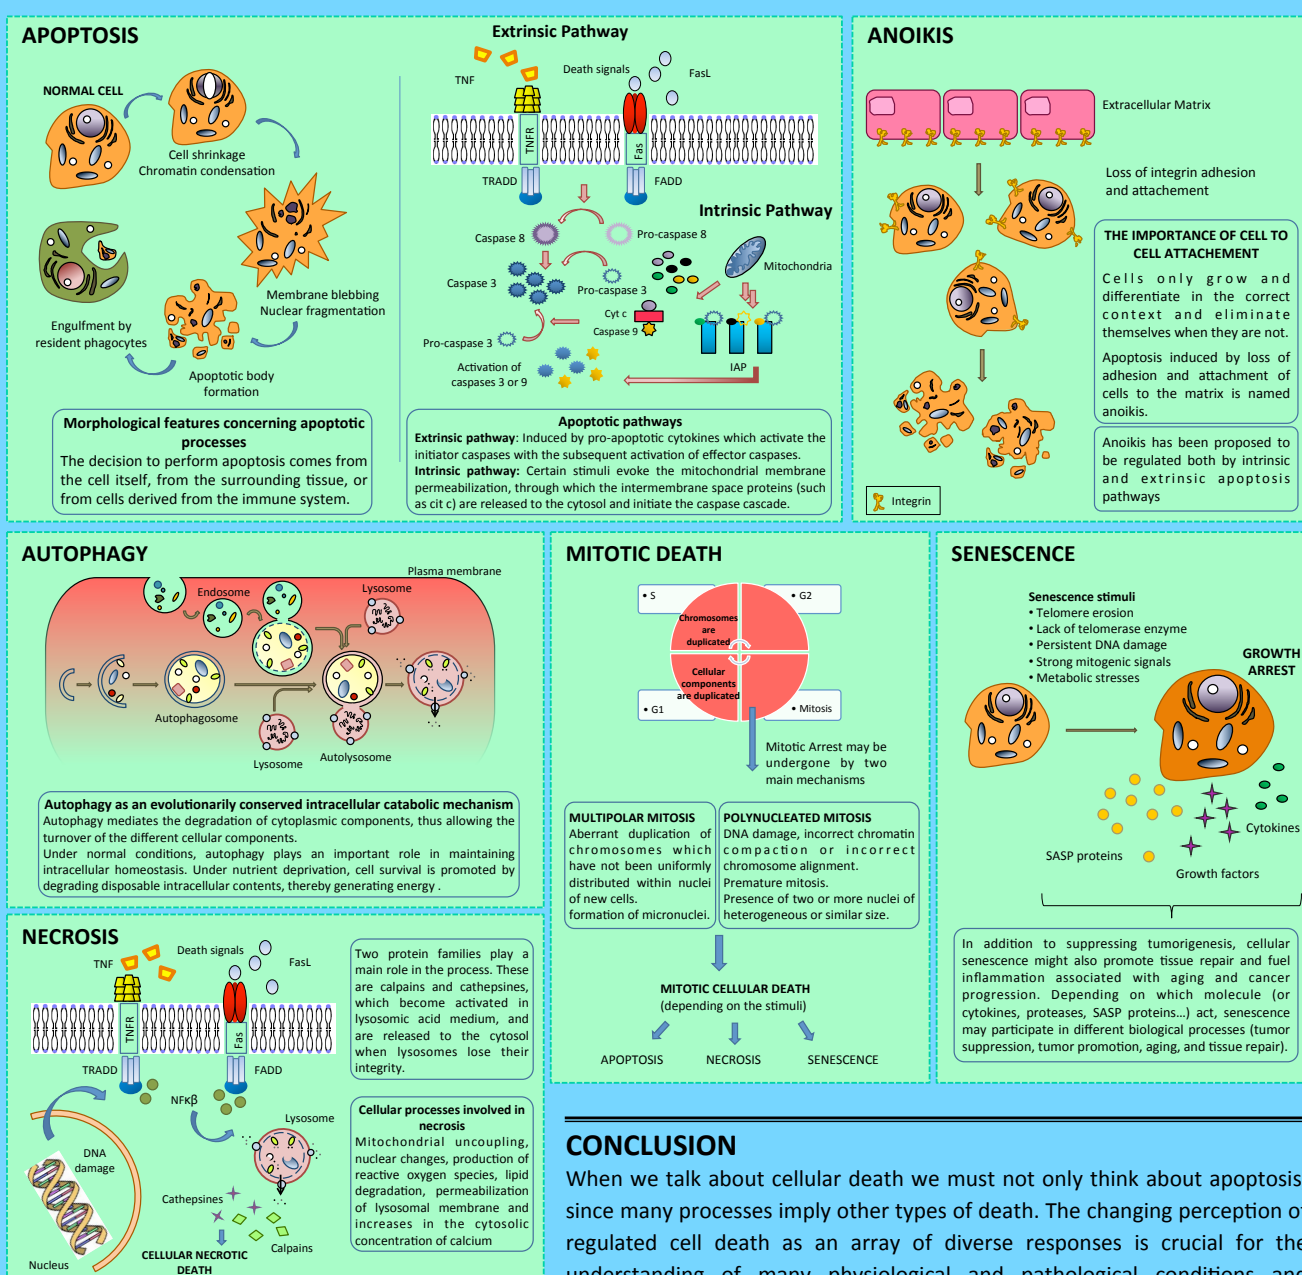 APOPTOSIS
NORMAL CELL
Cell shrinkage
Chromatin condensation
Membrane blebbing
Nuclear fragmentation
Apoptotic body
formation
Engulfment by
resident phagocytes
Morphological features concerning apoptotic
processes
The decision to perform apoptosis comes from
the cell itself, from the surrounding tissue, or
from cells derived from the immune system.
Extrinsic Pathway
TNF
Death signals
FasL
TNFR
Fas
TRADD
FADD
Intrinsic Pathway
Caspase 8
Pro-caspase 8
Mitochondria
Caspase 3
Pro-caspase 3
Cyt c
Caspase 9
Pro-caspase 3
IAP
Activation of
caspases 3 or 9
Apoptotic pathways
Extrinsic pathway: Induced by pro-apoptotic cytokines which activate the
initiator caspases with the subsequent activation of effector caspases.
Intrinsic pathway: Certain stimuli evoke the mitochondrial membrane
permeabilization, through which the intermembrane space proteins (such
as cit c) are released to the cytosol and initiate the caspase cascade.
ANOIKIS
Extracellular Matrix
Loss of integrin adhesion
and attachement
THE IMPORTANCE OF CELL TO
CELL ATTACHEMENT
Cells only grow and
differentiate in the correct
context and eliminate
themselves when they are not.
Apoptosis induced by loss of
adhesion and attachment of
cells to the matrix is named
anoikis.
Anoikis has been proposed to
be regulated both by intrinsic
and extrinsic apoptosis
pathways
Integrin
AUTOPHAGY
Plasma membrane
Endosome
Lysosome
Autophagosome
Lysosome
Autolysosome
Autophagy as an evolutionarily conserved intracellular catabolic mechanism
Autophagy mediates the degradation of cytoplasmic components, thus allowing the
turnover of the different cellular components.
Under normal conditions, autophagy plays an important role in maintaining
intracellular homeostasis. Under nutrient deprivation, cell survival is promoted by
degrading disposable intracellular contents, thereby generating energy .
MITOTIC DEATH
• S
• G2
Chromosomes
are
duplicated
Cellular
components
are duplicated
• G1
• Mitosis
Mitotic Arrest may be
undergone by two
main mechanisms
MULTIPOLAR MITOSIS
Aberrant duplication of
chromosomes which
have not been uniformly
distributed within nuclei
of new cells.
formation of micronuclei.
POLYNUCLEATED MITOSIS
DNA damage, incorrect chromatin
compaction or incorrect
chromosome alignment.
Premature mitosis.
Presence of two or more nuclei of
heterogeneous or similar size.
MITOTIC CELLULAR DEATH
(depending on the stimuli)
APOPTOSIS
NECROSIS
SENESCENCE
SENESCENCE
Senescence stimuli
• Telomere erosion
• Lack of telomerase enzyme
• Persistent DNA damage
• Strong mitogenic signals
• Metabolic stresses
GROWTH
ARREST
Cytokines
SASP proteins
Growth factors
In addition to suppressing tumorigenesis, cellular
senescence might also promote tissue repair and fuel
inflammation associated with aging and cancer
progression. Depending on which molecule (or
cytokines, proteases, SASP proteins...) act, senescence
may participate in different biological processes (tumor
suppression, tumor promotion, aging, and tissue repair).
NECROSIS
TNF
Death signals
FasL
TNFR
Fas
TRADD
FADD
NFκβ
Lysosome
DNA
damage
Cathepsines
Calpains
Nucleus
CELLULAR NECROTIC
DEATH
Two protein families play a
main role in the process. These
are calpains and cathepsines,
which become activated in
lysosomic acid medium, and
are released to the cytosol
when lysosomes lose their
integrity.
Cellular processes involved in
necrosis
Mitochondrial uncoupling,
nuclear changes, production of
reactive oxygen species, lipid
degradation, permeabilization
of lysosomal membrane and
increases in the cytosolic
concentration of calcium
CONCLUSION
When we talk about cellular death we must not only think about apoptosis
since many processes imply other types of death. The changing perception of
regulated cell death as an array of diverse responses is crucial for the
understanding of many physiological and pathological conditions and